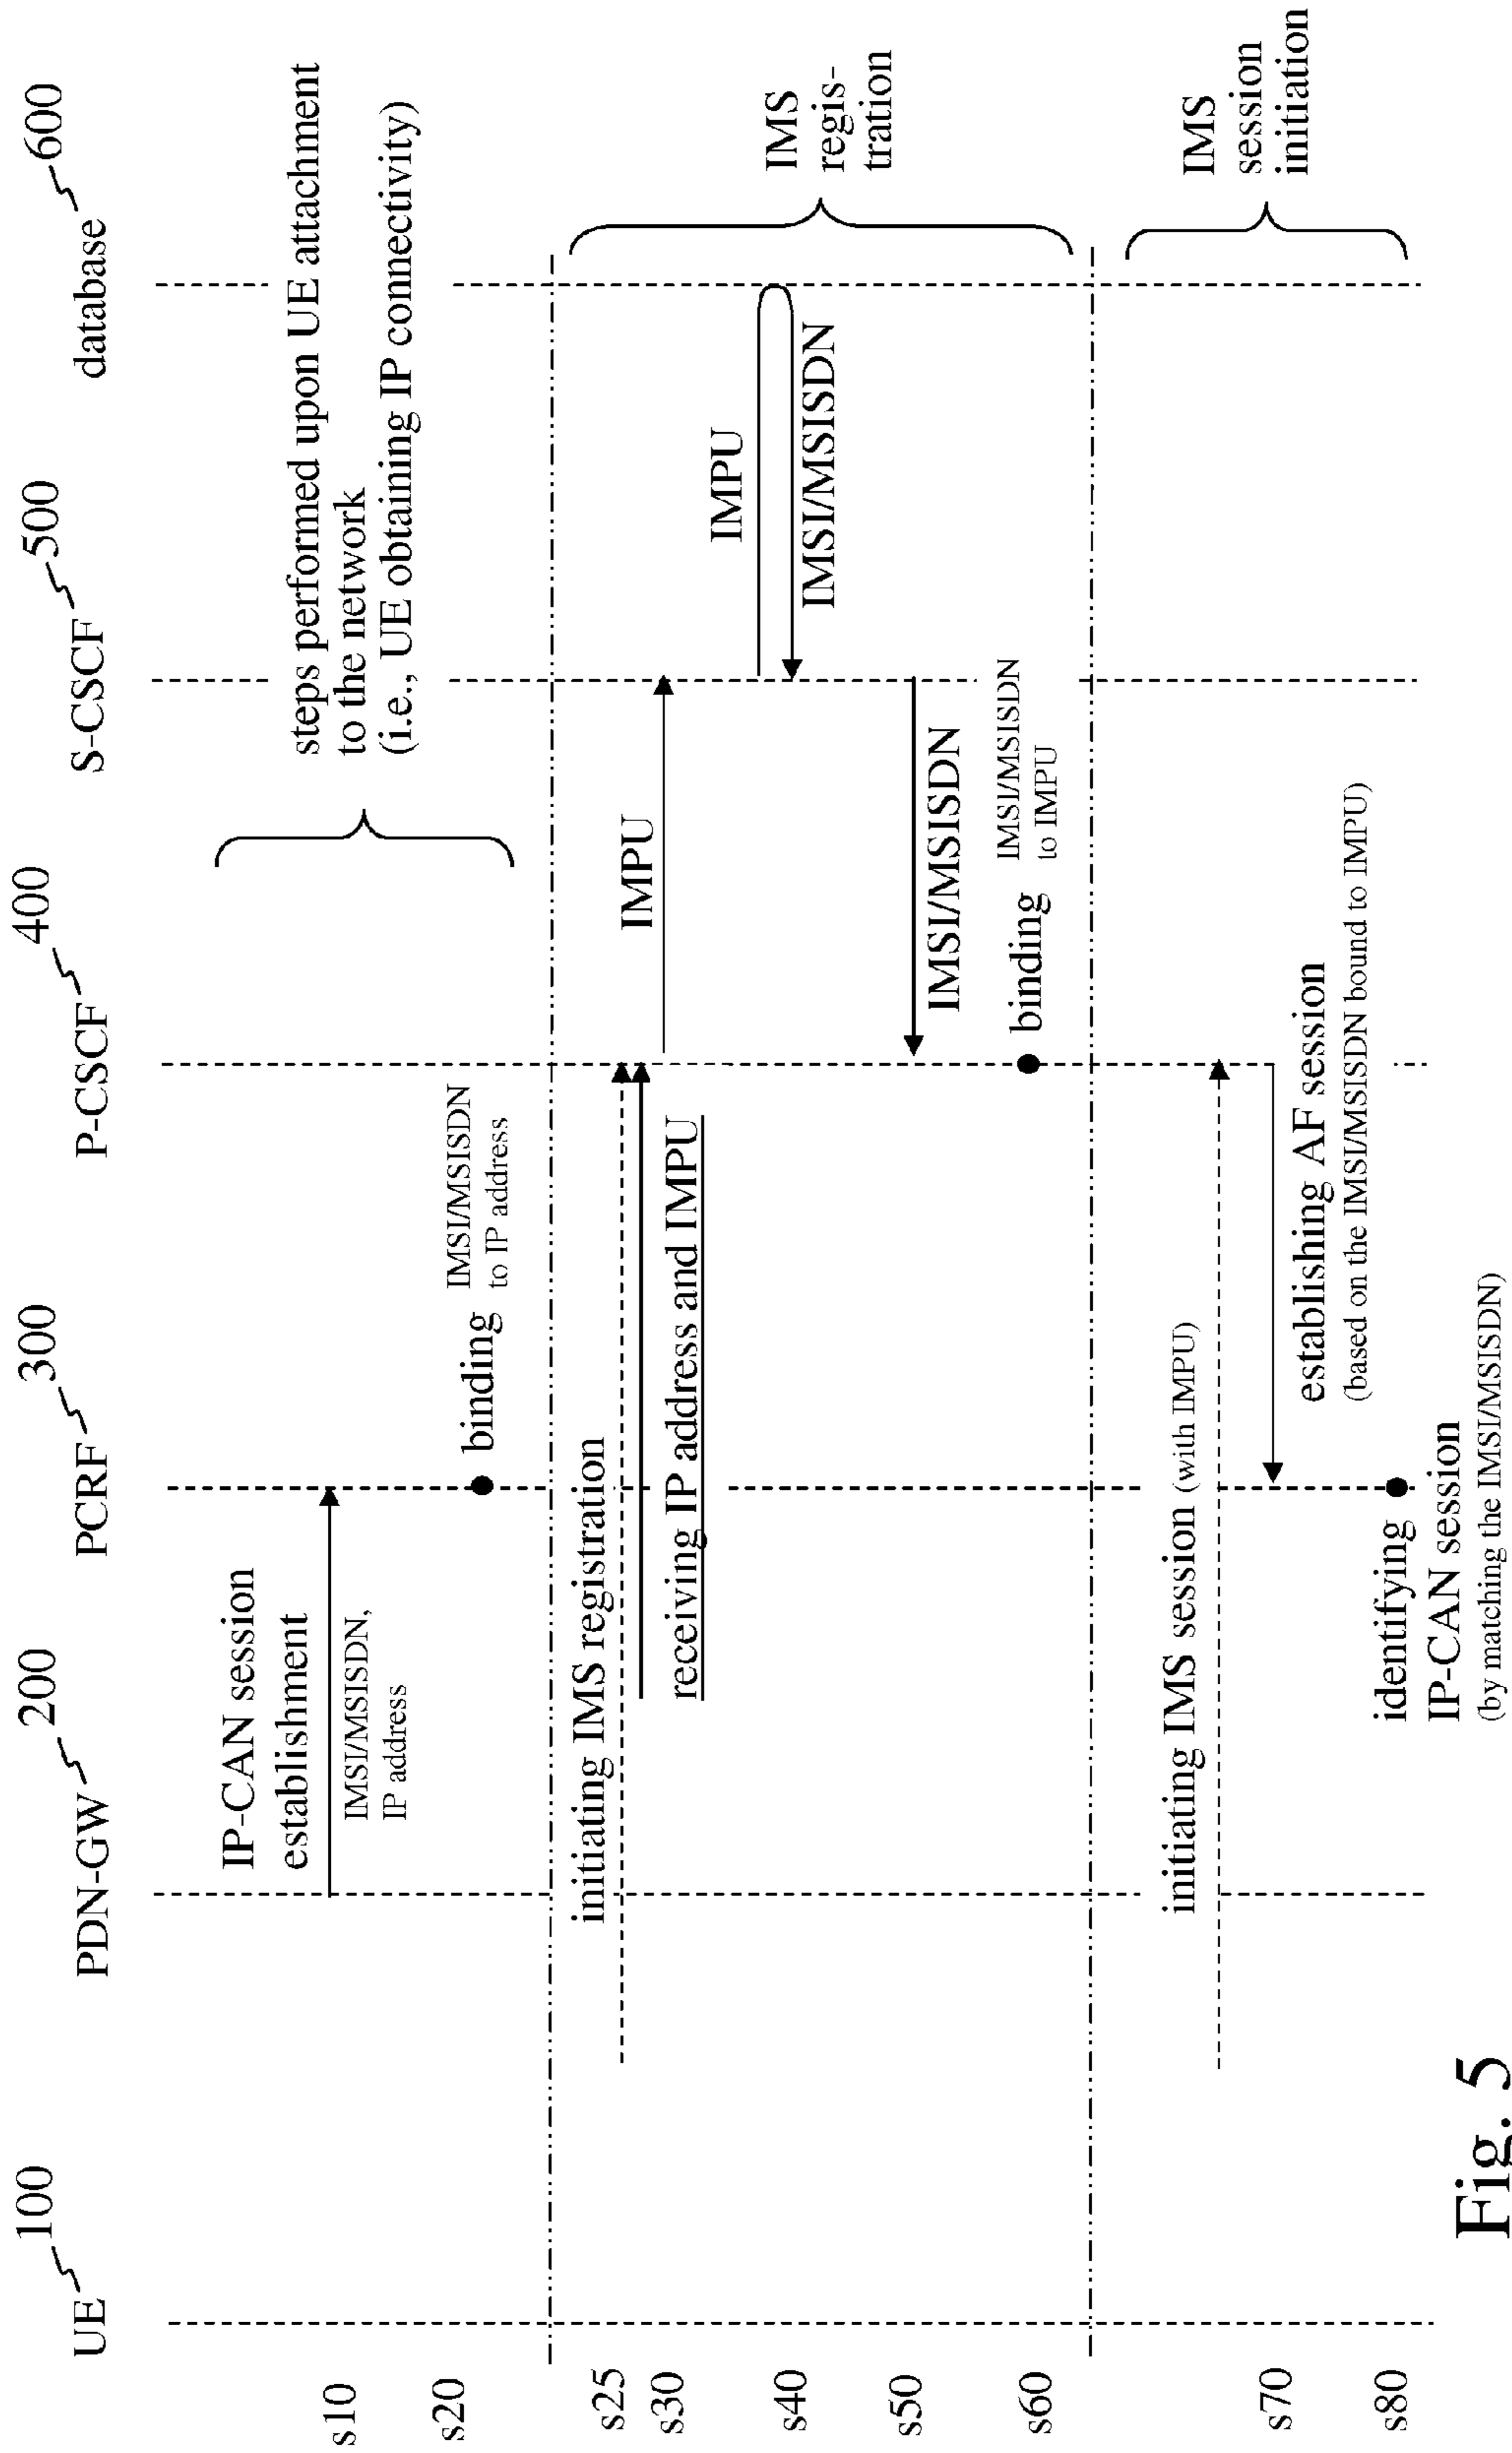 UE 100
PDN-GW 200
PCRF 300
P-CSCF 400
S-CSCF 500
database 600
s10
IP-CAN session
establishment
IMSI/MSISDN,
IP address
steps performed upon UE attachment
to the network
(i.e., UE obtaining IP connectivity)
s20
binding
IMSI/MSISDN
to IP address
s25
initiating IMS registration
s30
receiving IP address and IMPU
IMPU
s40
IMPU
IMSI/MSISDN
IMS
regis-
tration
s50
IMSI/MSISDN
s60
binding
IMSI/MSISDN
to IMPU
initiating IMS session (with IMPU)
s70
establishing AF session
(based on the IMSI/MSISDN bound to IMPU)
IMS
session
initiation
s80
identifying
IP-CAN session
(by matching the IMSI/MSISDN)
Fig. 5